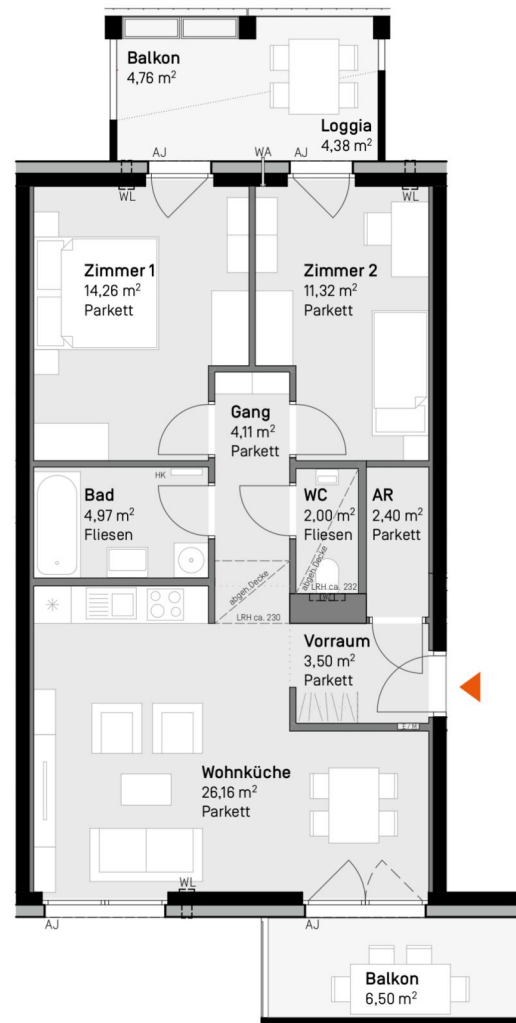 Balkon
4,76 m²
Loggia
4,38 m²
AJ
WA
AJ
WL
WL
Zimmer 1
14,26 m²
Parkett
Zimmer 2
11,32 m²
Parkett
Gang
4,11 m²
Parkett
HK
Bad
4,97 m²
Fliesen
WC
2,00 m²
Fliesen
AR
2,40 m²
Parkett
abgeh.Decke
abgeh.Decke
LRH ca. 232
LRH ca. 230
Vorraum
3,50 m²
Parkett
Wohnküche
26,16 m²
Parkett
WL
AJ
AJ
Balkon
6,50 m²